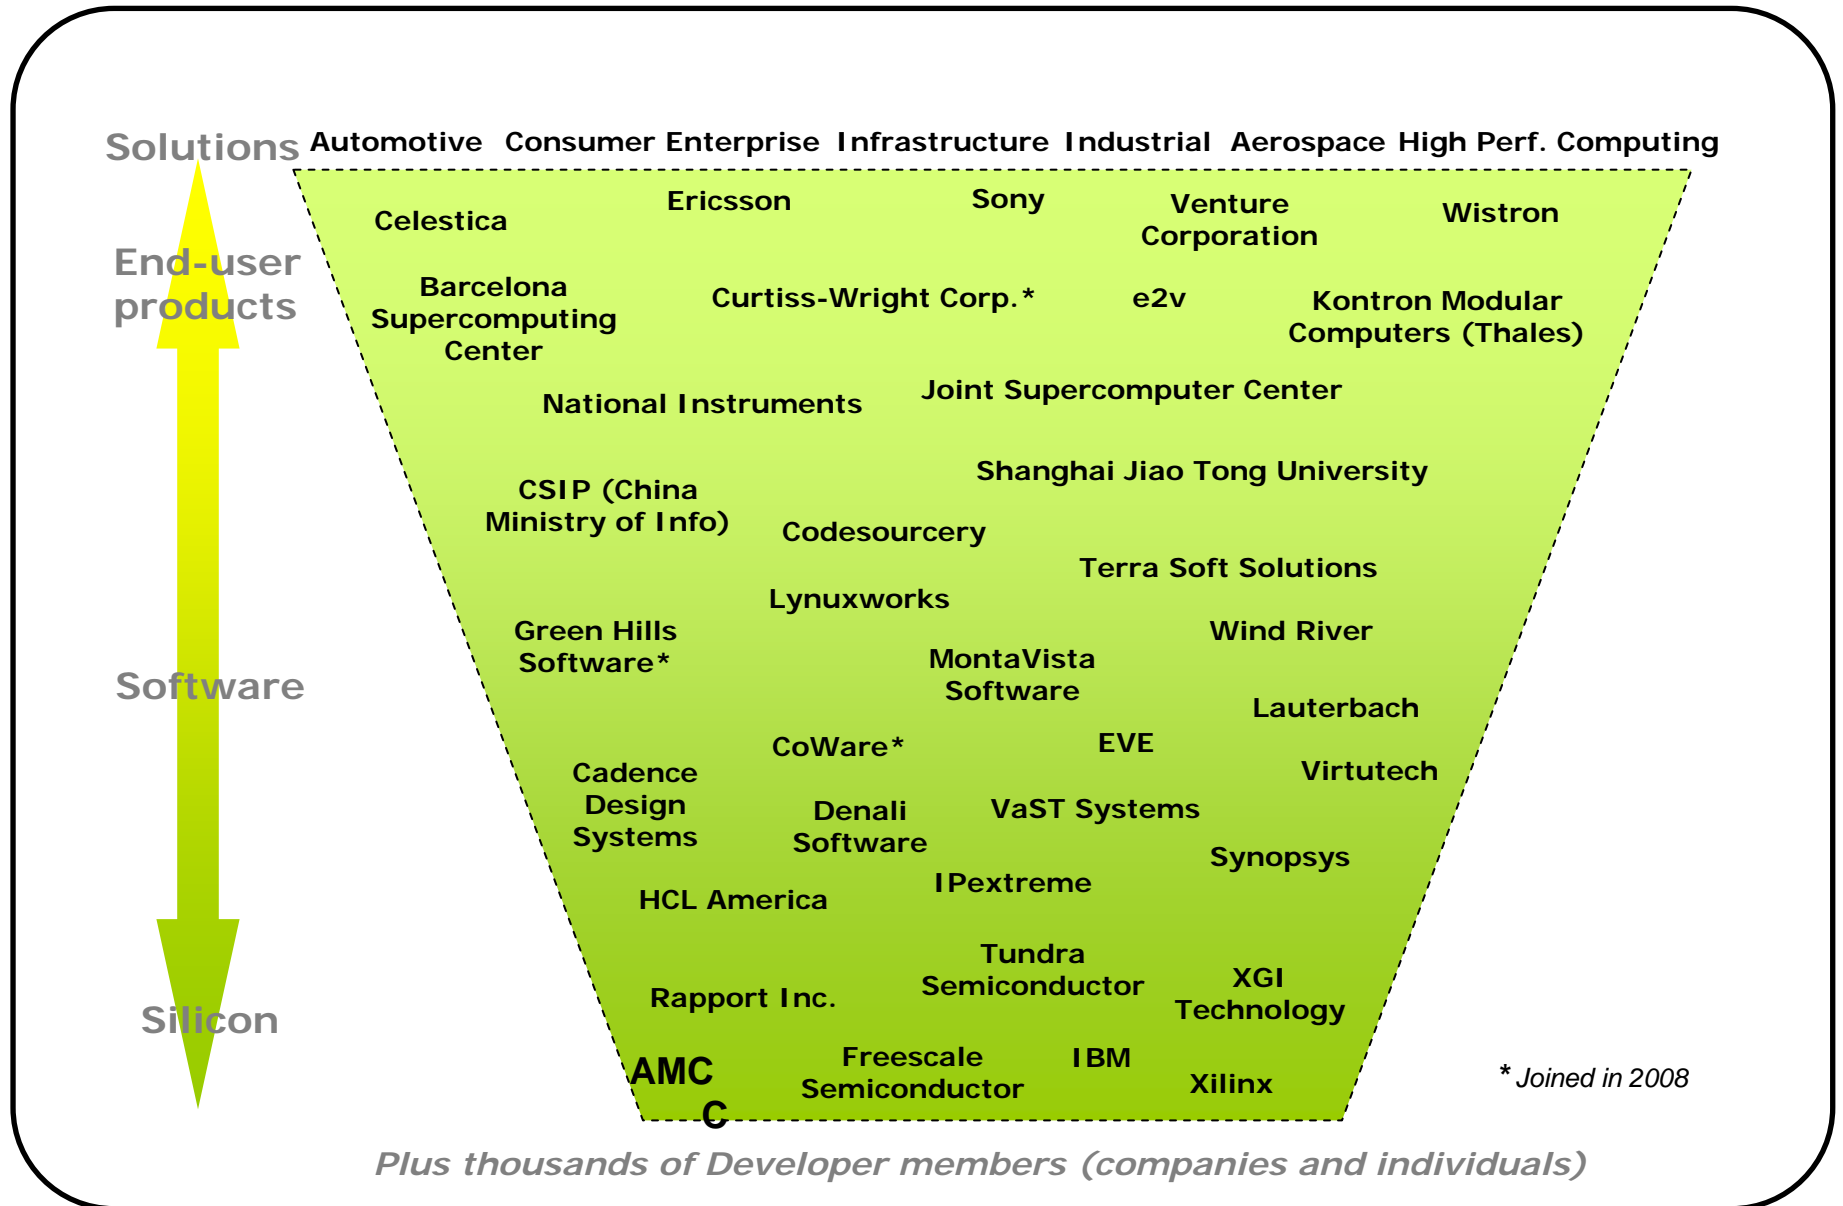 Solutions Automotive Consumer Enterprise Infrastructure Industrial Aerospace High Perf. Computing
Celestica
Ericsson
Sony
Venture
Corporation
Wistron
End-user
products
Barcelona
Supercomputing
Center
Curtiss-Wright Corp.*
e2v
Kontron Modular
Computers (Thales)
National Instruments
Joint Supercomputer Center
CSIP (China
Ministry of Info)
Shanghai Jiao Tong University
Codesourcery
Terra Soft Solutions
Lynuxworks
Green Hills
Software*
Wind River
MontaVista
Software
Software
Lauterbach
CoWare*
EVE
Virtutech
Cadence
Design
Systems
Denali
Software
VaST Systems
Synopsys
HCL America
IPextreme
Tundra
Semiconductor
XGI
Technology
Rapport Inc.
Silicon
AMC
C
Freescale
Semiconductor
IBM
Xilinx
* Joined in 2008
Plus thousands of Developer members (companies and individuals)